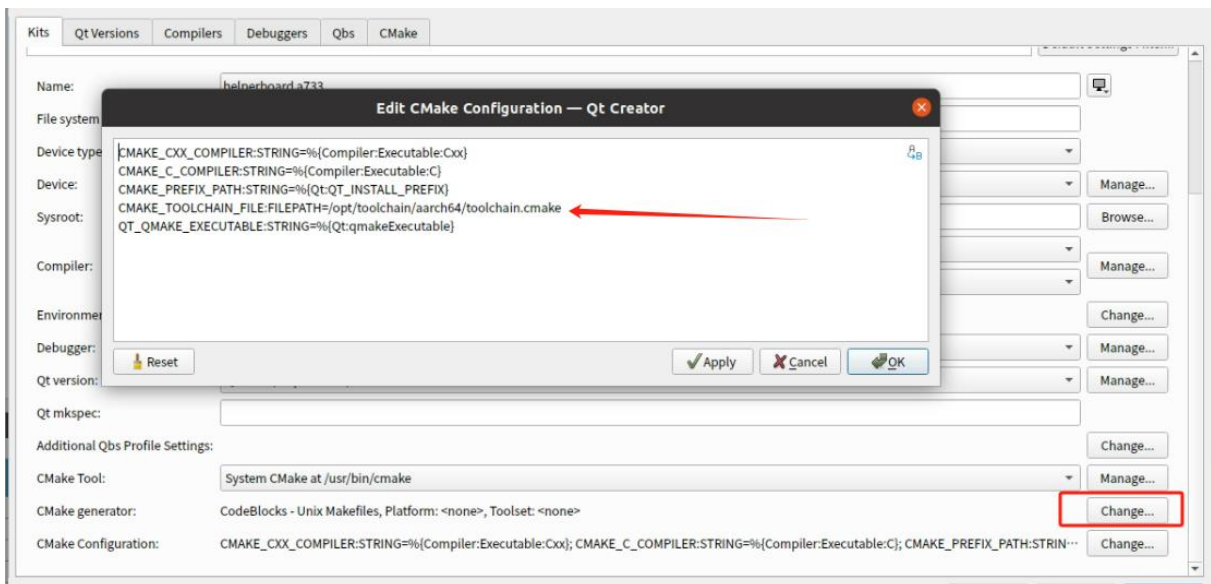 Kits Qt Versions Compilers Debuggers Qbs CMake
Name: helperboard a733
Edit CMake Configuration — Qt Creator
File system
Device type
CMAKE_CXX_COMPILER:STRING=%{Compiler:Executable:Cxx}
CMAKE_C_COMPILER:STRING=%{Compiler:Executable:C}
CMAKE_PREFIX_PATH:STRING=%{Qt:QT_INSTALL_PREFIX}
CMAKE_TOOLCHAIN_FILE:FILEPATH=/opt/toolchain/aarch64/toolchain.cmake
QT_QMAKE_EXECUTABLE:STRING=%{Qt:qmakeExecutable}
Device: Manage...
Sysroot: Browse...
Compiler: Manage...
Environmen Change...
Debugger: Manage...
Reset Apply Cancel OK
Qt version: Manage...
Qt mkspec:
Additional Qbs Profile Settings: Change...
CMake Tool: System CMake at /usr/bin/cmake Manage...
CMake generator: CodeBlocks - Unix Makefiles, Platform: <none>, Toolset: <none> Change...
CMake Configuration: CMAKE_CXX_COMPILER:STRING=%{Compiler:Executable:Cxx}; CMAKE_C_COMPILER:STRING=%{Compiler:Executable:C}; CMAKE_PREFIX_PATH:STRIN⋯ Change...